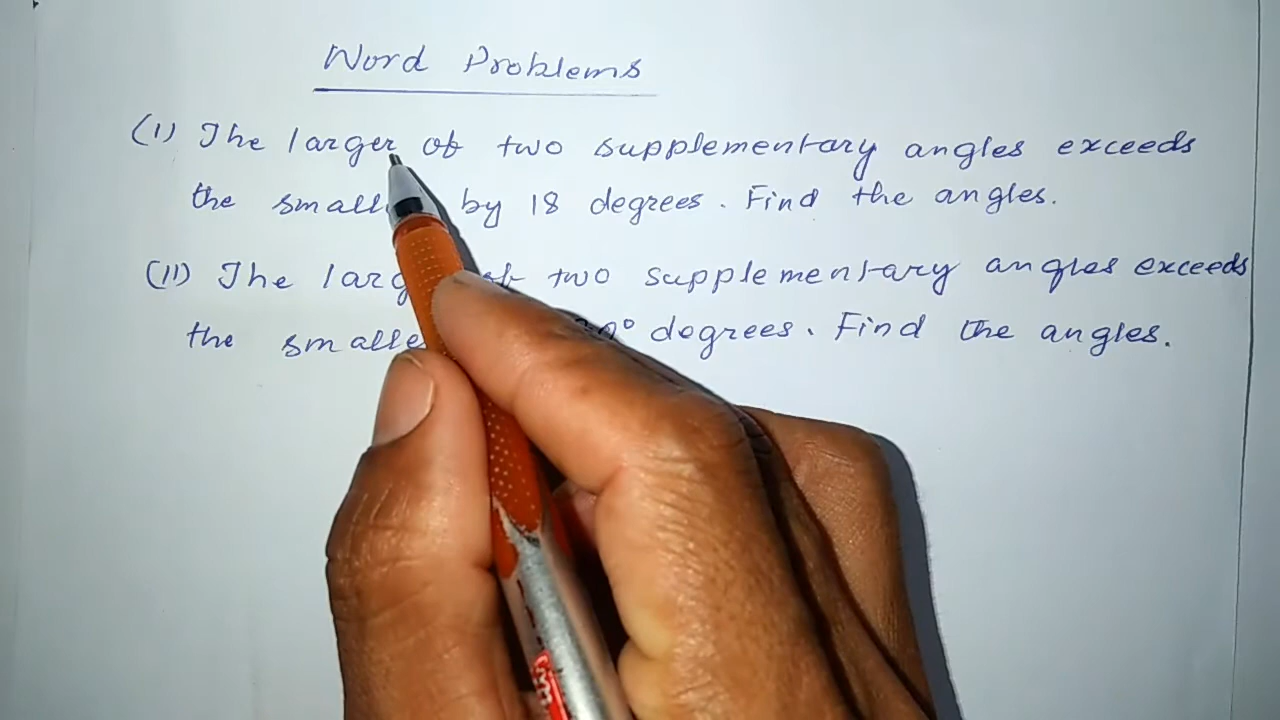 Word Problems
(I) The larger of two supplementary angles exceeds
the small by 18 degrees. Find the angles.
(II) The larg of two supplementary angles exceeds
the smalle degrees. Find the angles.